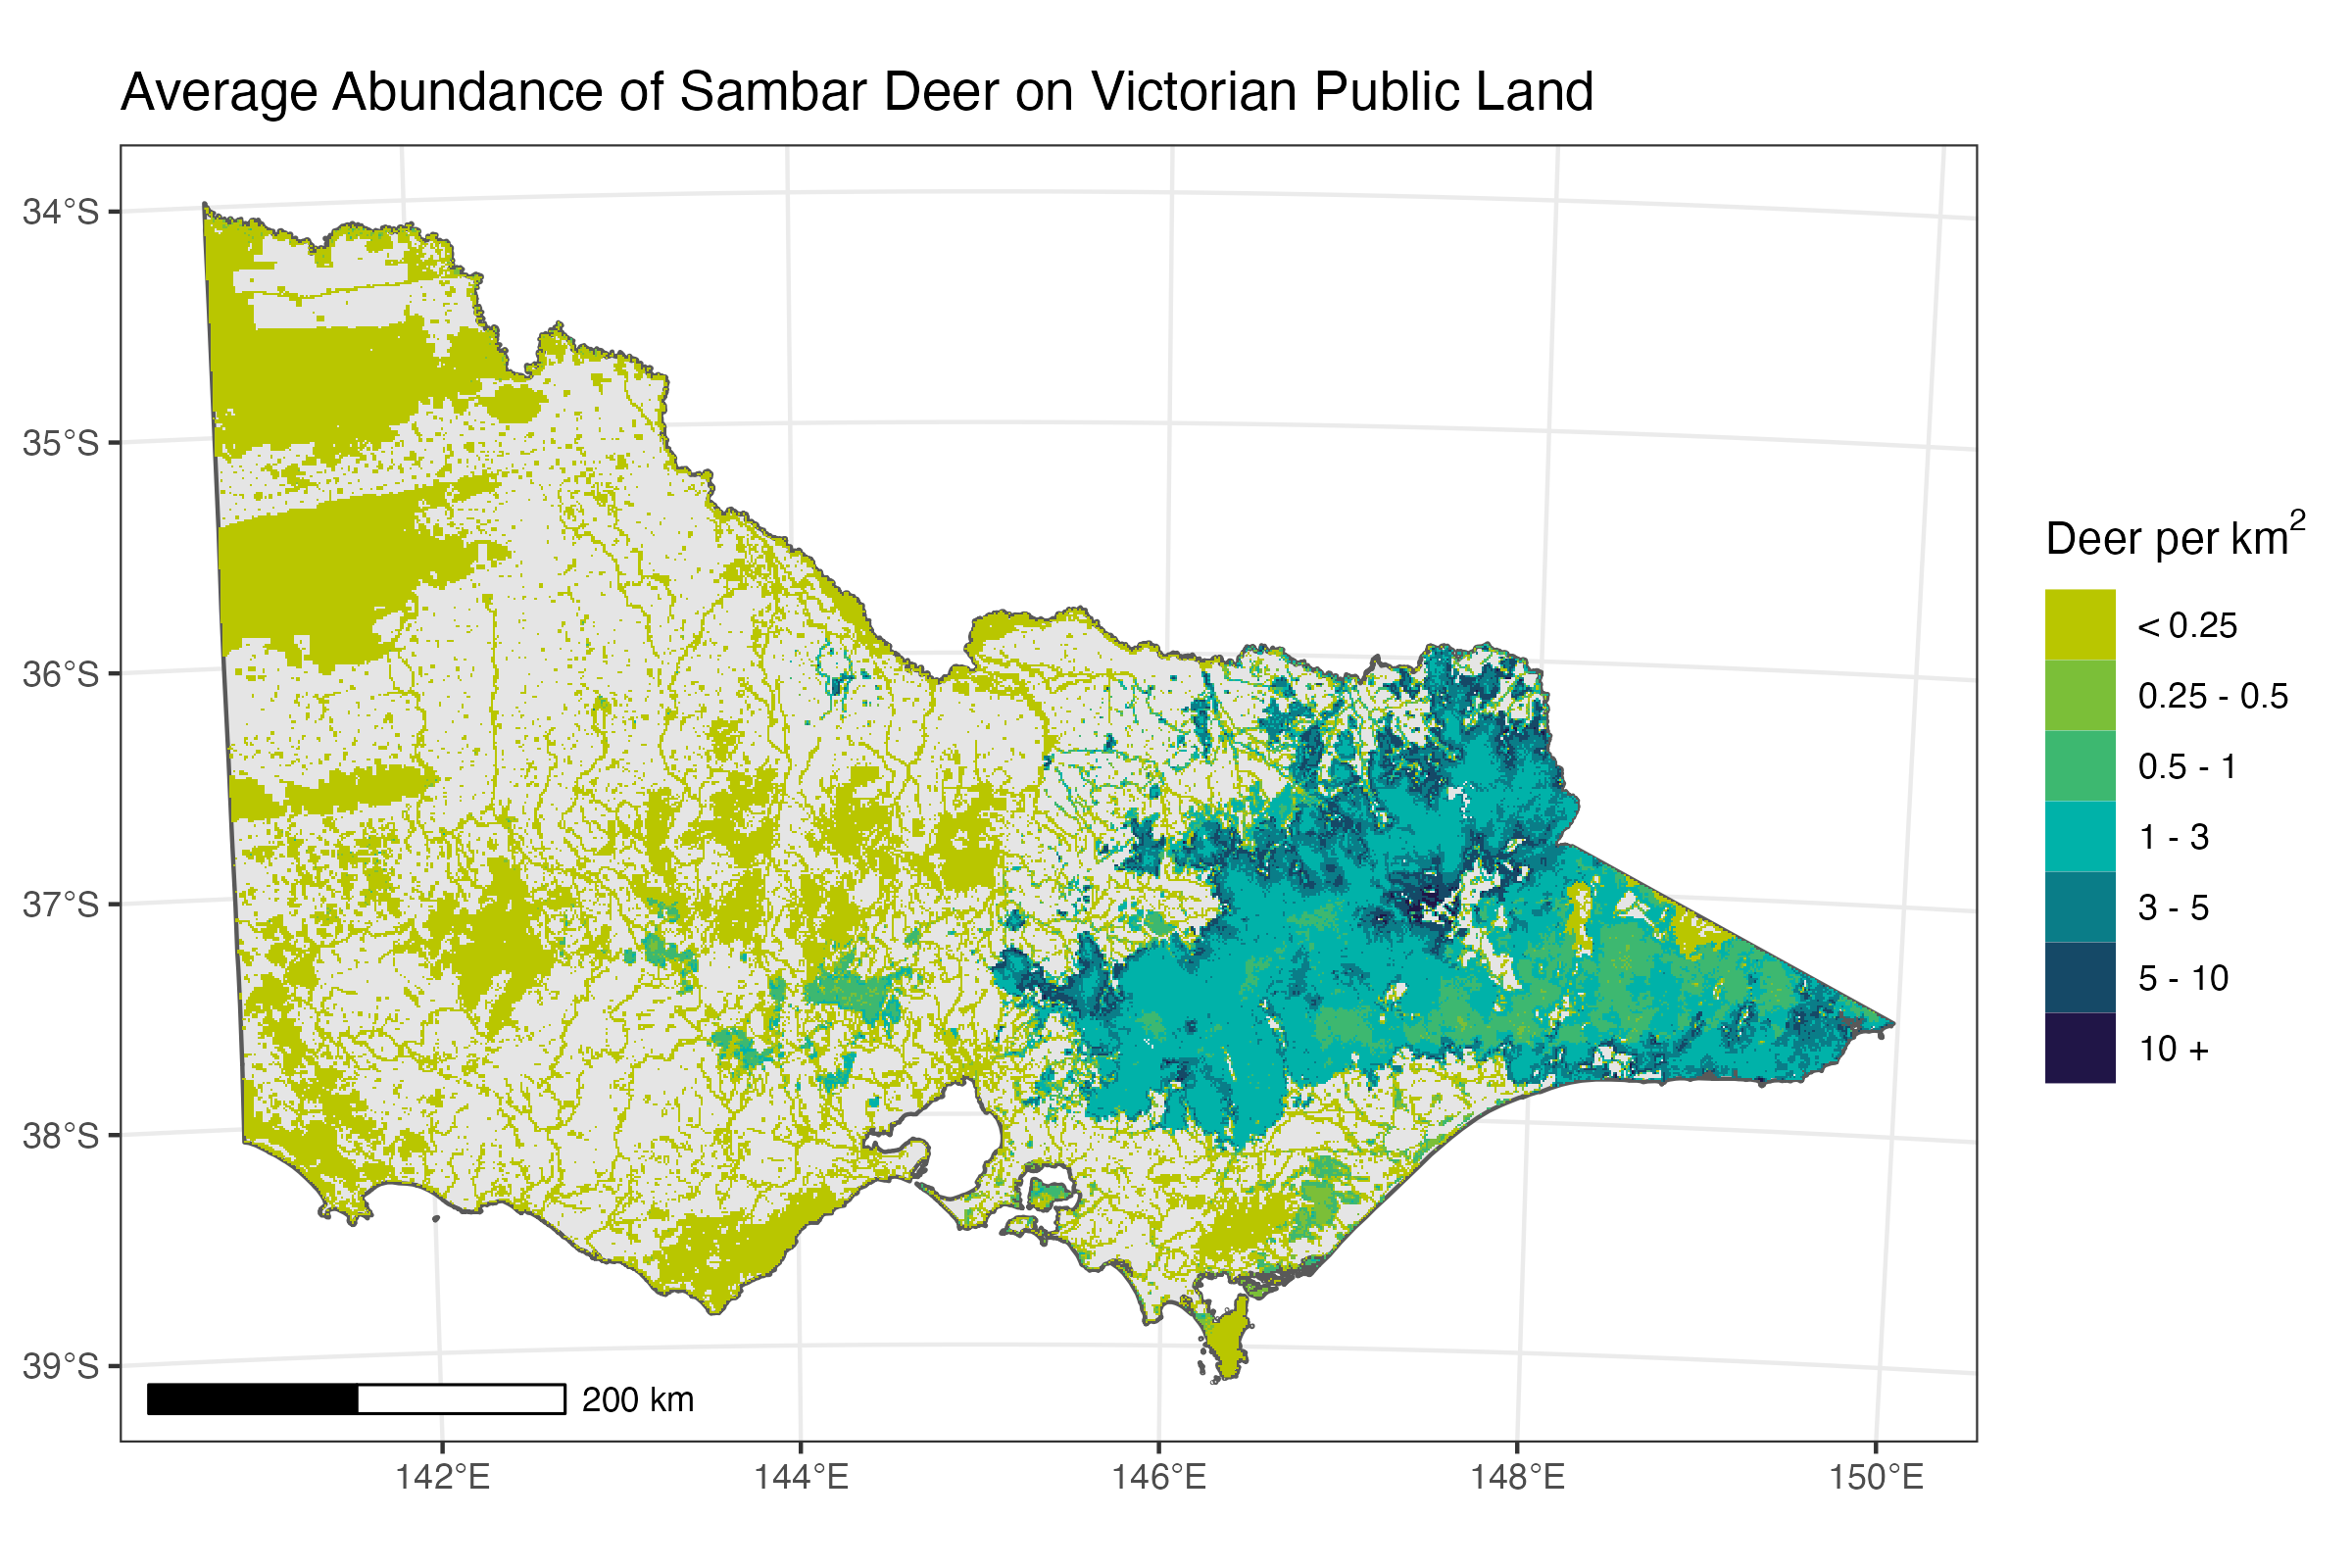 Average Abundance of Sambar Deer on Victorian Public Land
34°S
35°S
36°S
37°S
38°S
39°S
200 km
142°E
144°E
146°E
148°E
150°E
Deer per km²
< 0.25
0.25 - 0.5
0.5 - 1
1 - 3
3 - 5
5 - 10
10 +